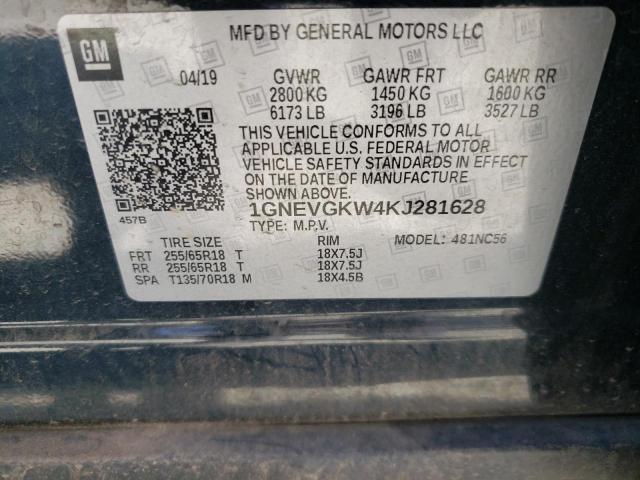 GM
MFD BY GENERAL MOTORS LLC
04/19 GVWR GAWR FRT GAWR RR
2800 KG 1450 KG 1600 KG
6173 LB 3196 LB 3527 LB
THIS VEHICLE CONFORMS TO ALL
APPLICABLE U.S. FEDERAL MOTOR
VEHICLE SAFETY STANDARDS IN EFFECT
ON THE DATE OF MANUFACTURE
SHOWN ABOVE.
1GNEVGKW4KJ281628
457B TYPE: M.P.V.
TIRE SIZE RIM MODEL: 481NC56
FRT 255/65R18 T 18X7.5J
RR 255/65R18 T 18X7.5J
SPA T135/70R18 M 18X4.5B